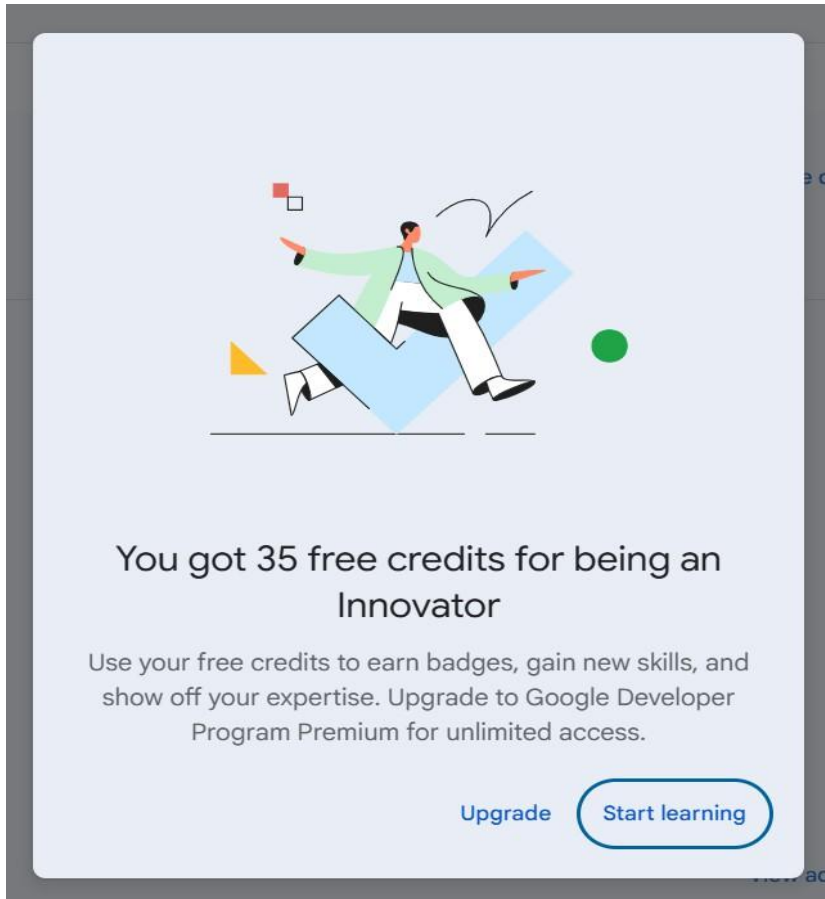 You got 35 free credits for being an
Innovator
Use your free credits to earn badges, gain new skills, and
show off your expertise. Upgrade to Google Developer
Program Premium for unlimited access.
Upgrade
Start learning